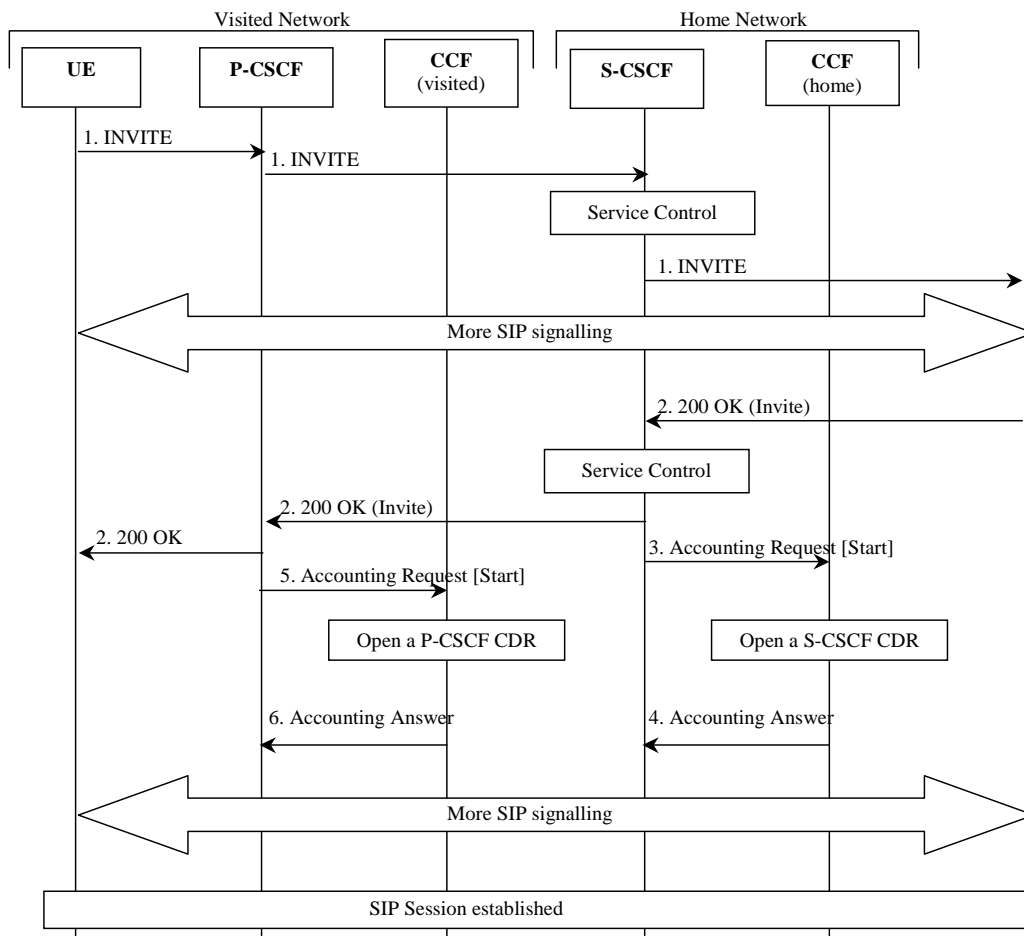 Visited Network
Home Network
UE
P-CSCF
CCF
(visited)
S-CSCF
CCF
(home)
1. INVITE
1. INVITE
Service Control
1. INVITE
More SIP signalling
2. 200 OK (Invite)
Service Control
2. 200 OK (Invite)
2. 200 OK
3. Accounting Request [Start]
5. Accounting Request [Start]
Open a P-CSCF CDR
Open a S-CSCF CDR
6. Accounting Answer
4. Accounting Answer
More SIP signalling
SIP Session established